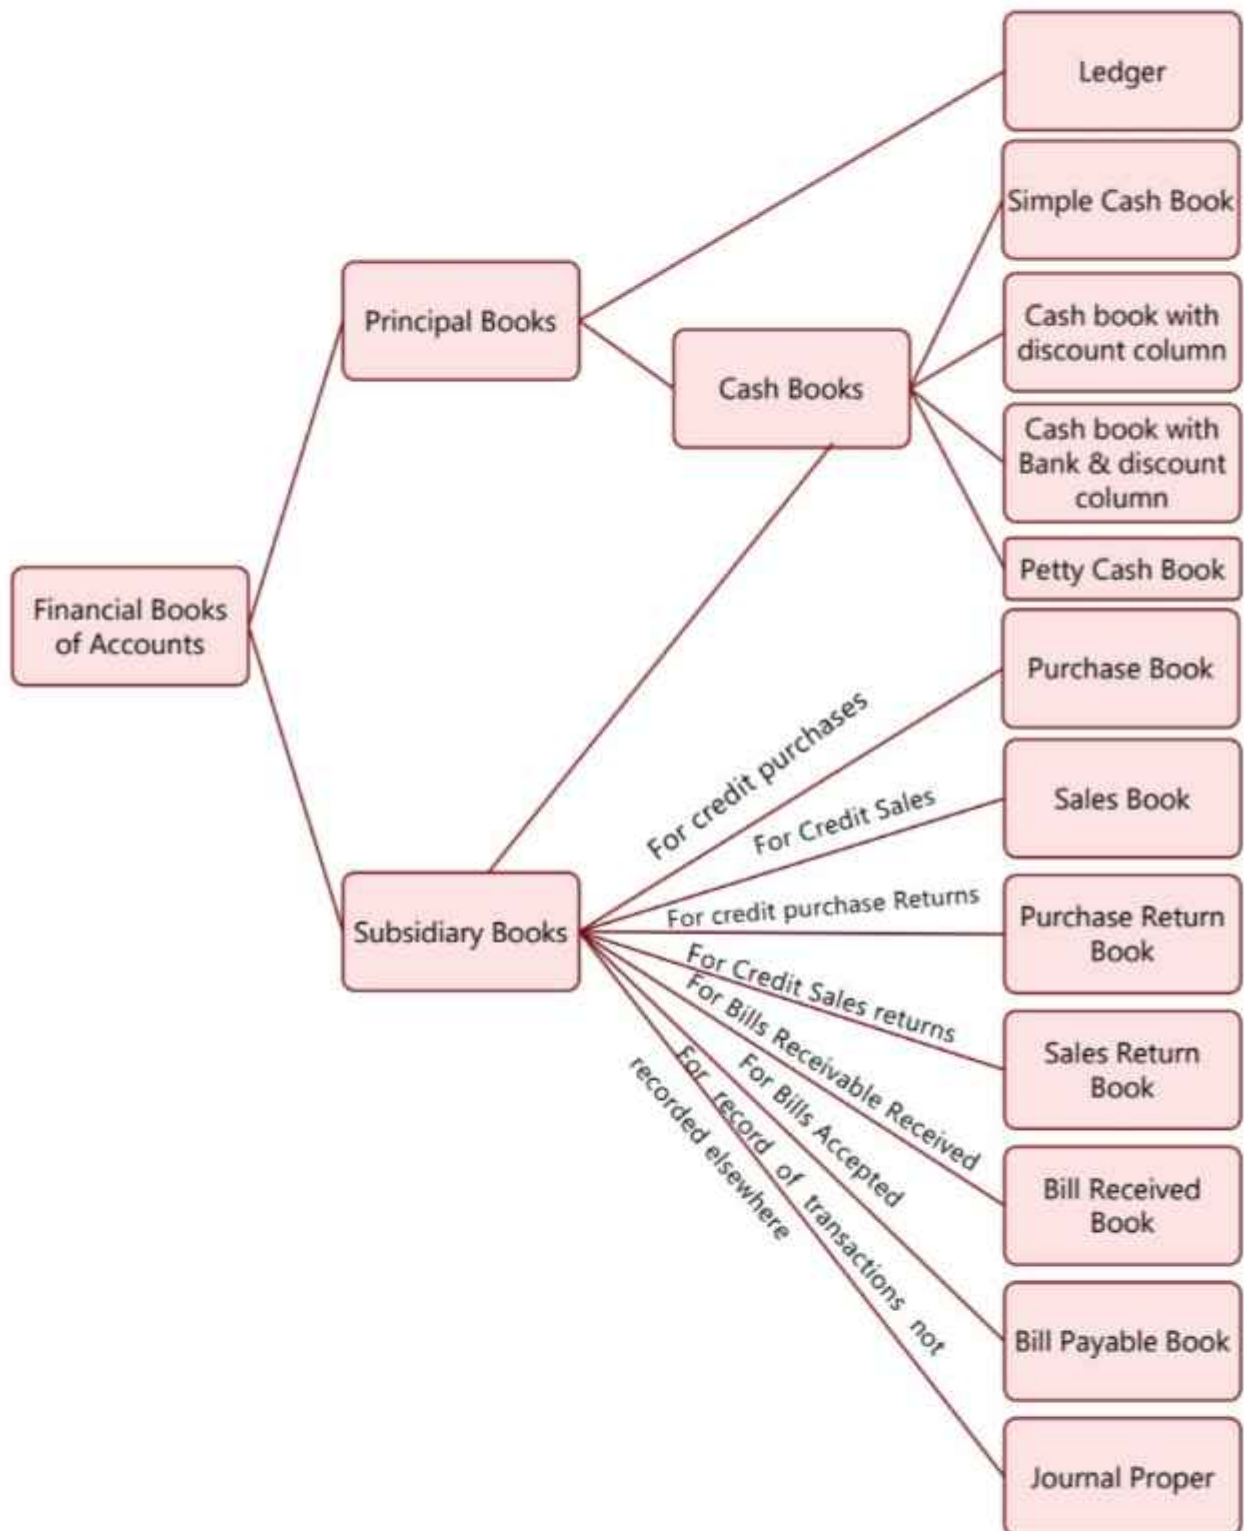 Ledger
Simple Cash Book
Principal Books
Cash book with
discount column
Cash Books
Cash book with
Bank & discount
column
Petty Cash Book
Financial Books
of Accounts
Purchase Book
For credit purchases
Sales Book
For Credit Sales
Subsidiary Books
For credit purchase Returns
Purchase Return
Book
For Credit Sales returns
Sales Return
Book
For Bills Receivable Received
Bill Received
Book
For Bills Accepted
Bill Payable Book
For record of transactions not
recorded elsewhere
Journal Proper